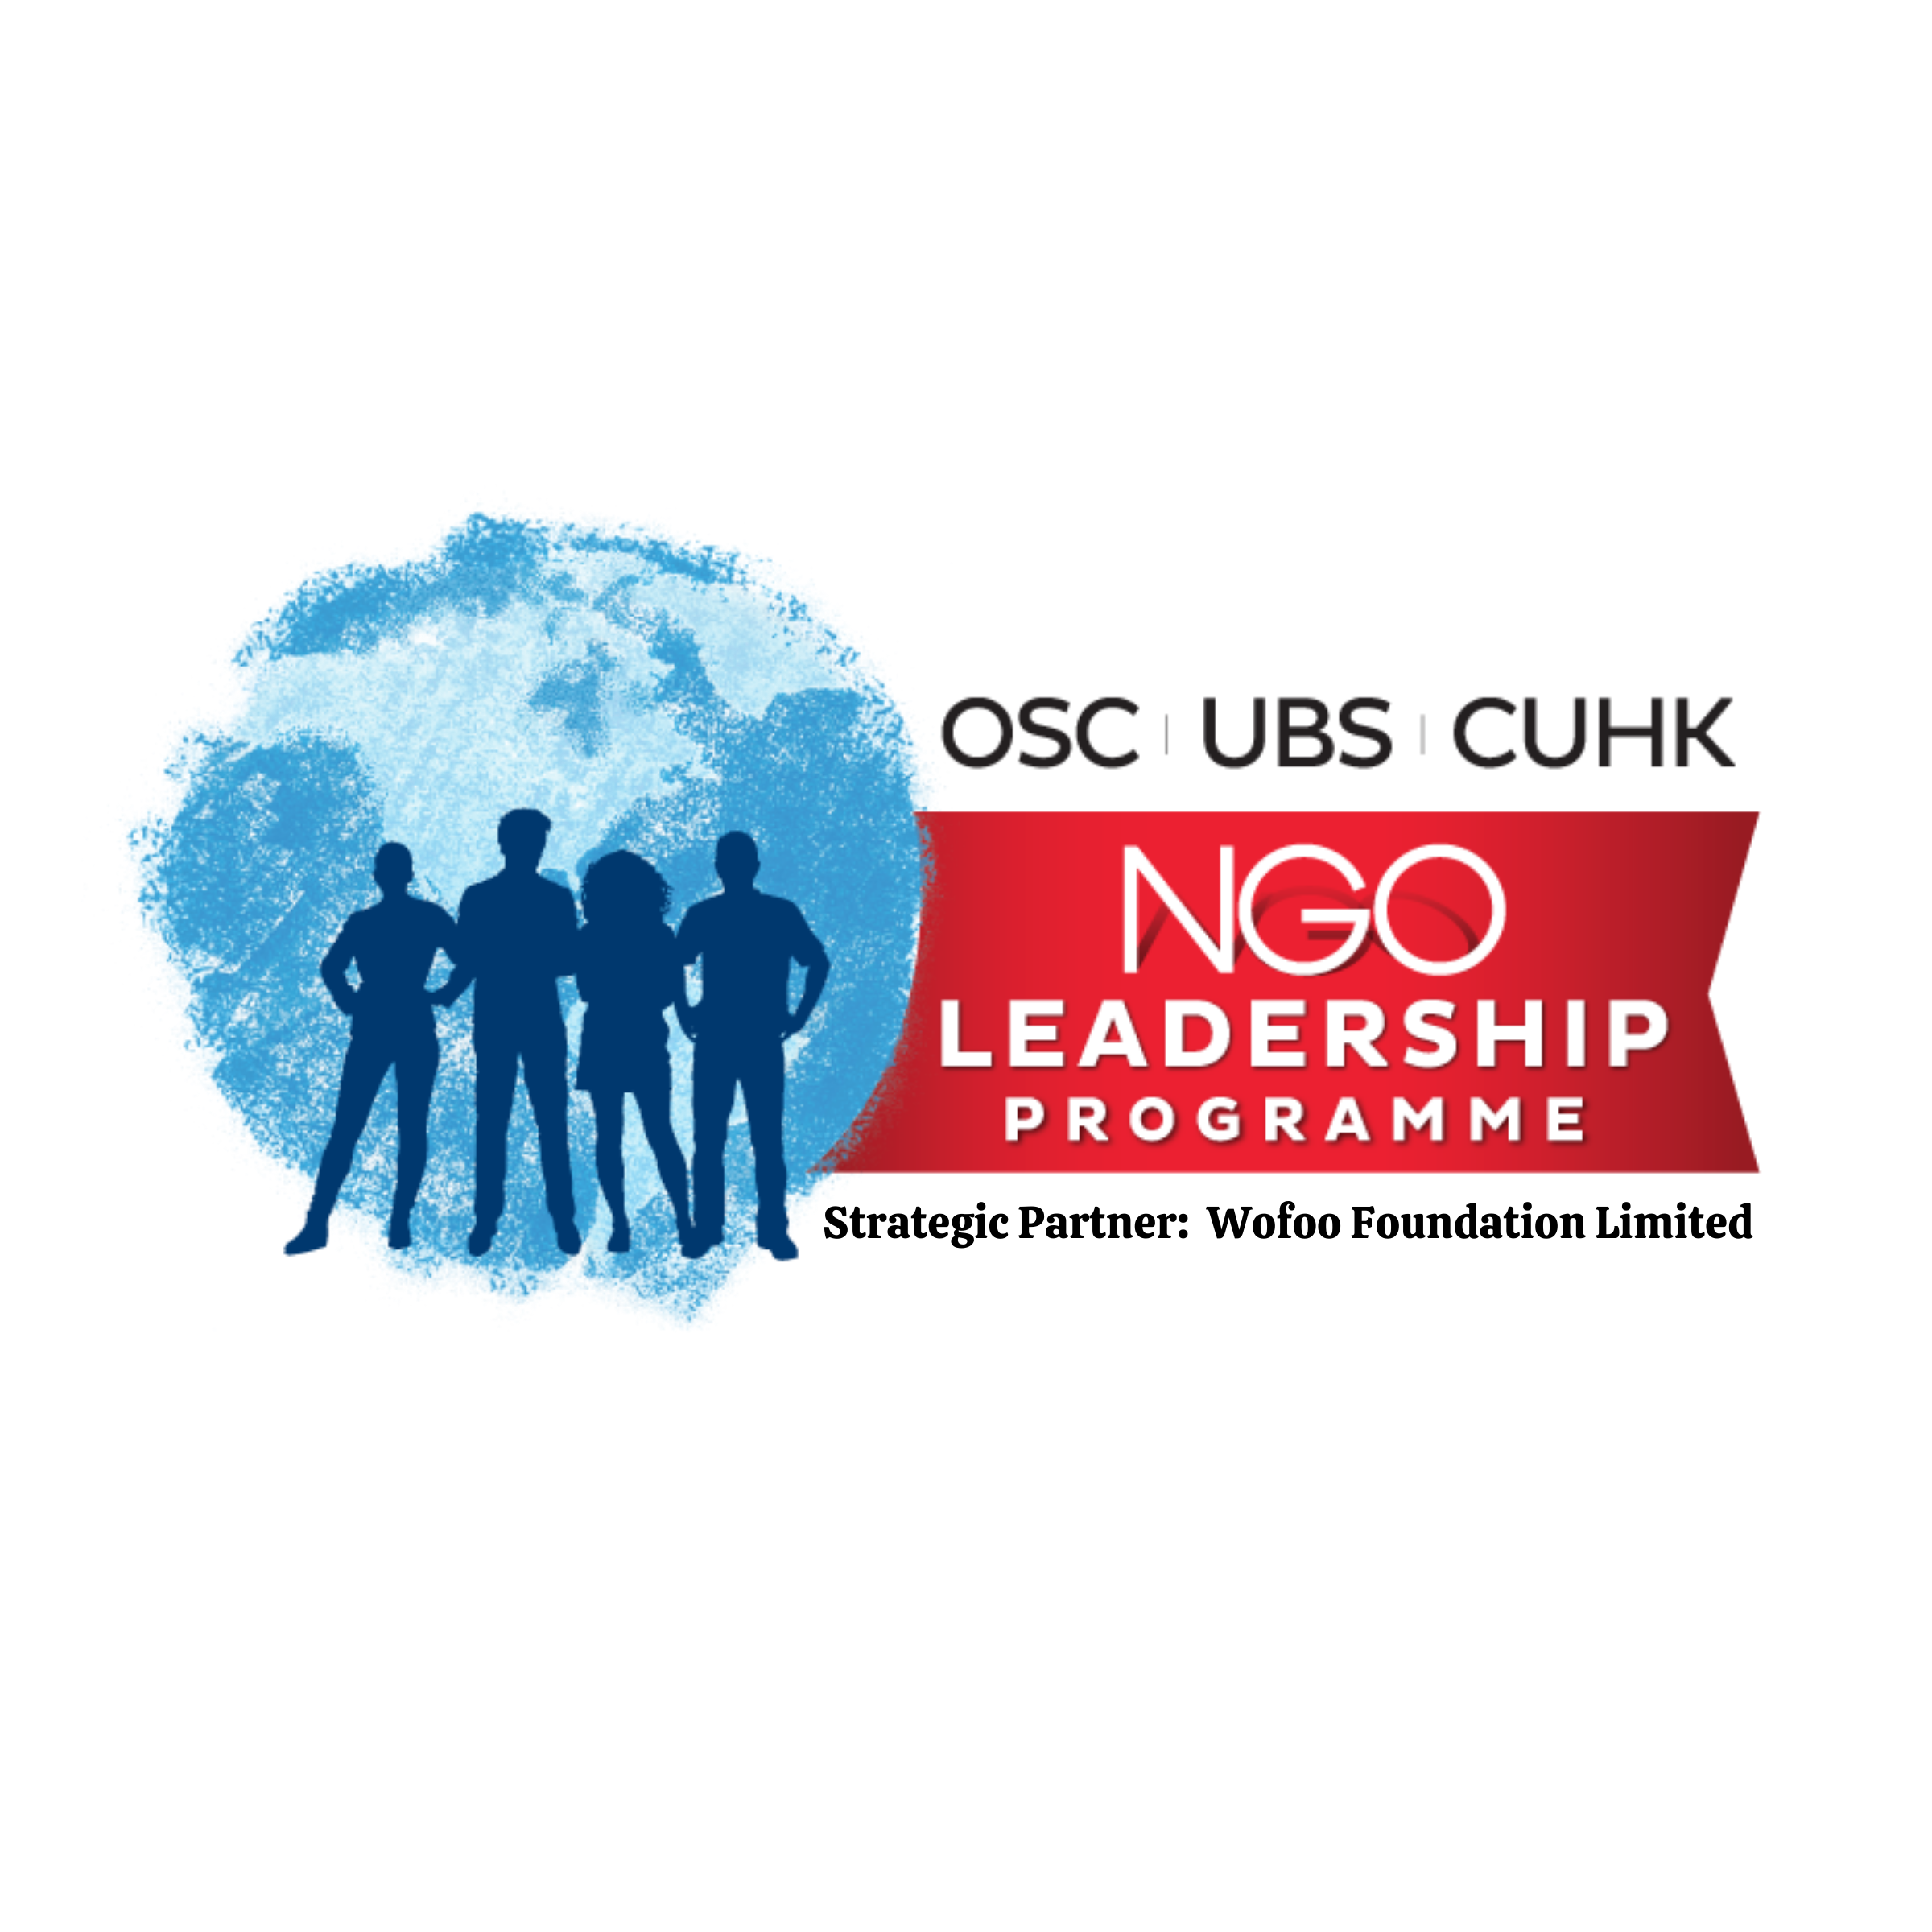 OSC | UBS | CUHK
NGO
LEADERSHIP
PROGRAMME
Strategic Partner: Wofoo Foundation Limited